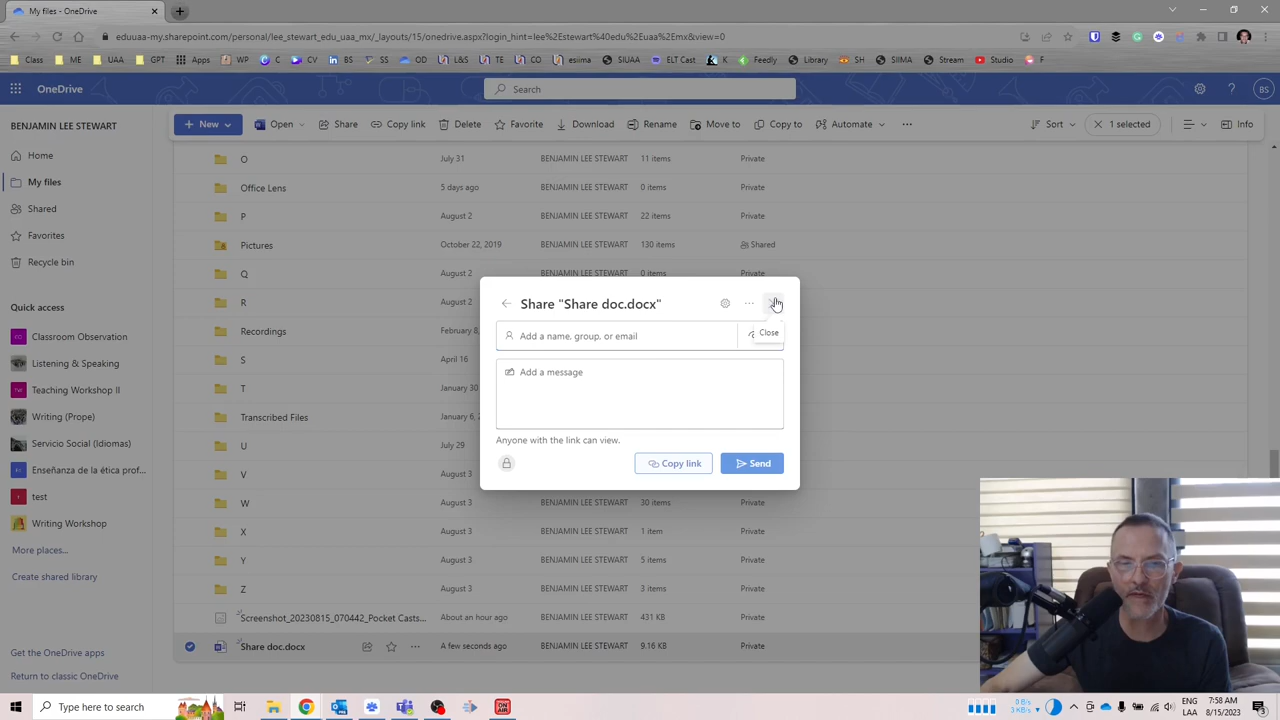 My files - OneDrive
eduuaa-my.sharepoint.com/personal/lee_stewart_edu_uaa_mx/_layouts/15/onedrive.aspx?login_hint=lee%2Estewart%40edu%2Euaa%2Emx&view=0
Class ME UAA GPT Apps W C CV BS SS OD L&S TE CO esiima SIUAA ELT Cast K Feedly Library SH SIIMA Stream Studio F
OneDrive Search BS
BENJAMIN LEE STEWART
New Open Share Copy link Delete Favorite Download Rename Move to Copy to Automate Sort 1 selected Info
Home
My files
Shared
Favorites
Recycle bin
Quick access
Classroom Observation
Listening & Speaking
TW Teaching Workshop II
Writing (Prope)
Servicio Social (Idiomas)
Enseñanza de la ética prof...
test
Writing Workshop
More places...
Create shared library
Get the OneDrive apps
Return to classic OneDrive
O July 31 BENJAMIN LEE STEWART 11 items Private
Office Lens 5 days ago BENJAMIN LEE STEWART 0 items Private
P August 2 BENJAMIN LEE STEWART 22 items Private
Pictures October 22, 2019 BENJAMIN LEE STEWART 130 items Shared
Q August 2 BENJAMIN LEE STEWART 0 items Private
R August 2
Recordings February 8,
S April 16
T January 30
Transcribed Files January 6,
U July 29
V August 3
W August 3 BENJAMIN LEE STEWART 30 items Private
X August 3 BENJAMIN LEE STEWART 1 item Private
Y August 3 BENJAMIN LEE STEWART 5 items Private
Z August 3 BENJAMIN LEE STEWART 3 items Private
Screenshot_20230815_070442_Pocket Casts... About an hour ago BENJAMIN LEE STEWART 431 KB Private
Share doc.docx A few seconds ago BENJAMIN LEE STEWART 9.16 KB Private
Share "Share doc.docx"
Add a name, group, or email
Close
Add a message
Anyone with the link can view.
Copy link Send
Type here to search
ENG 7:58 AM
LAA 8/15/2023